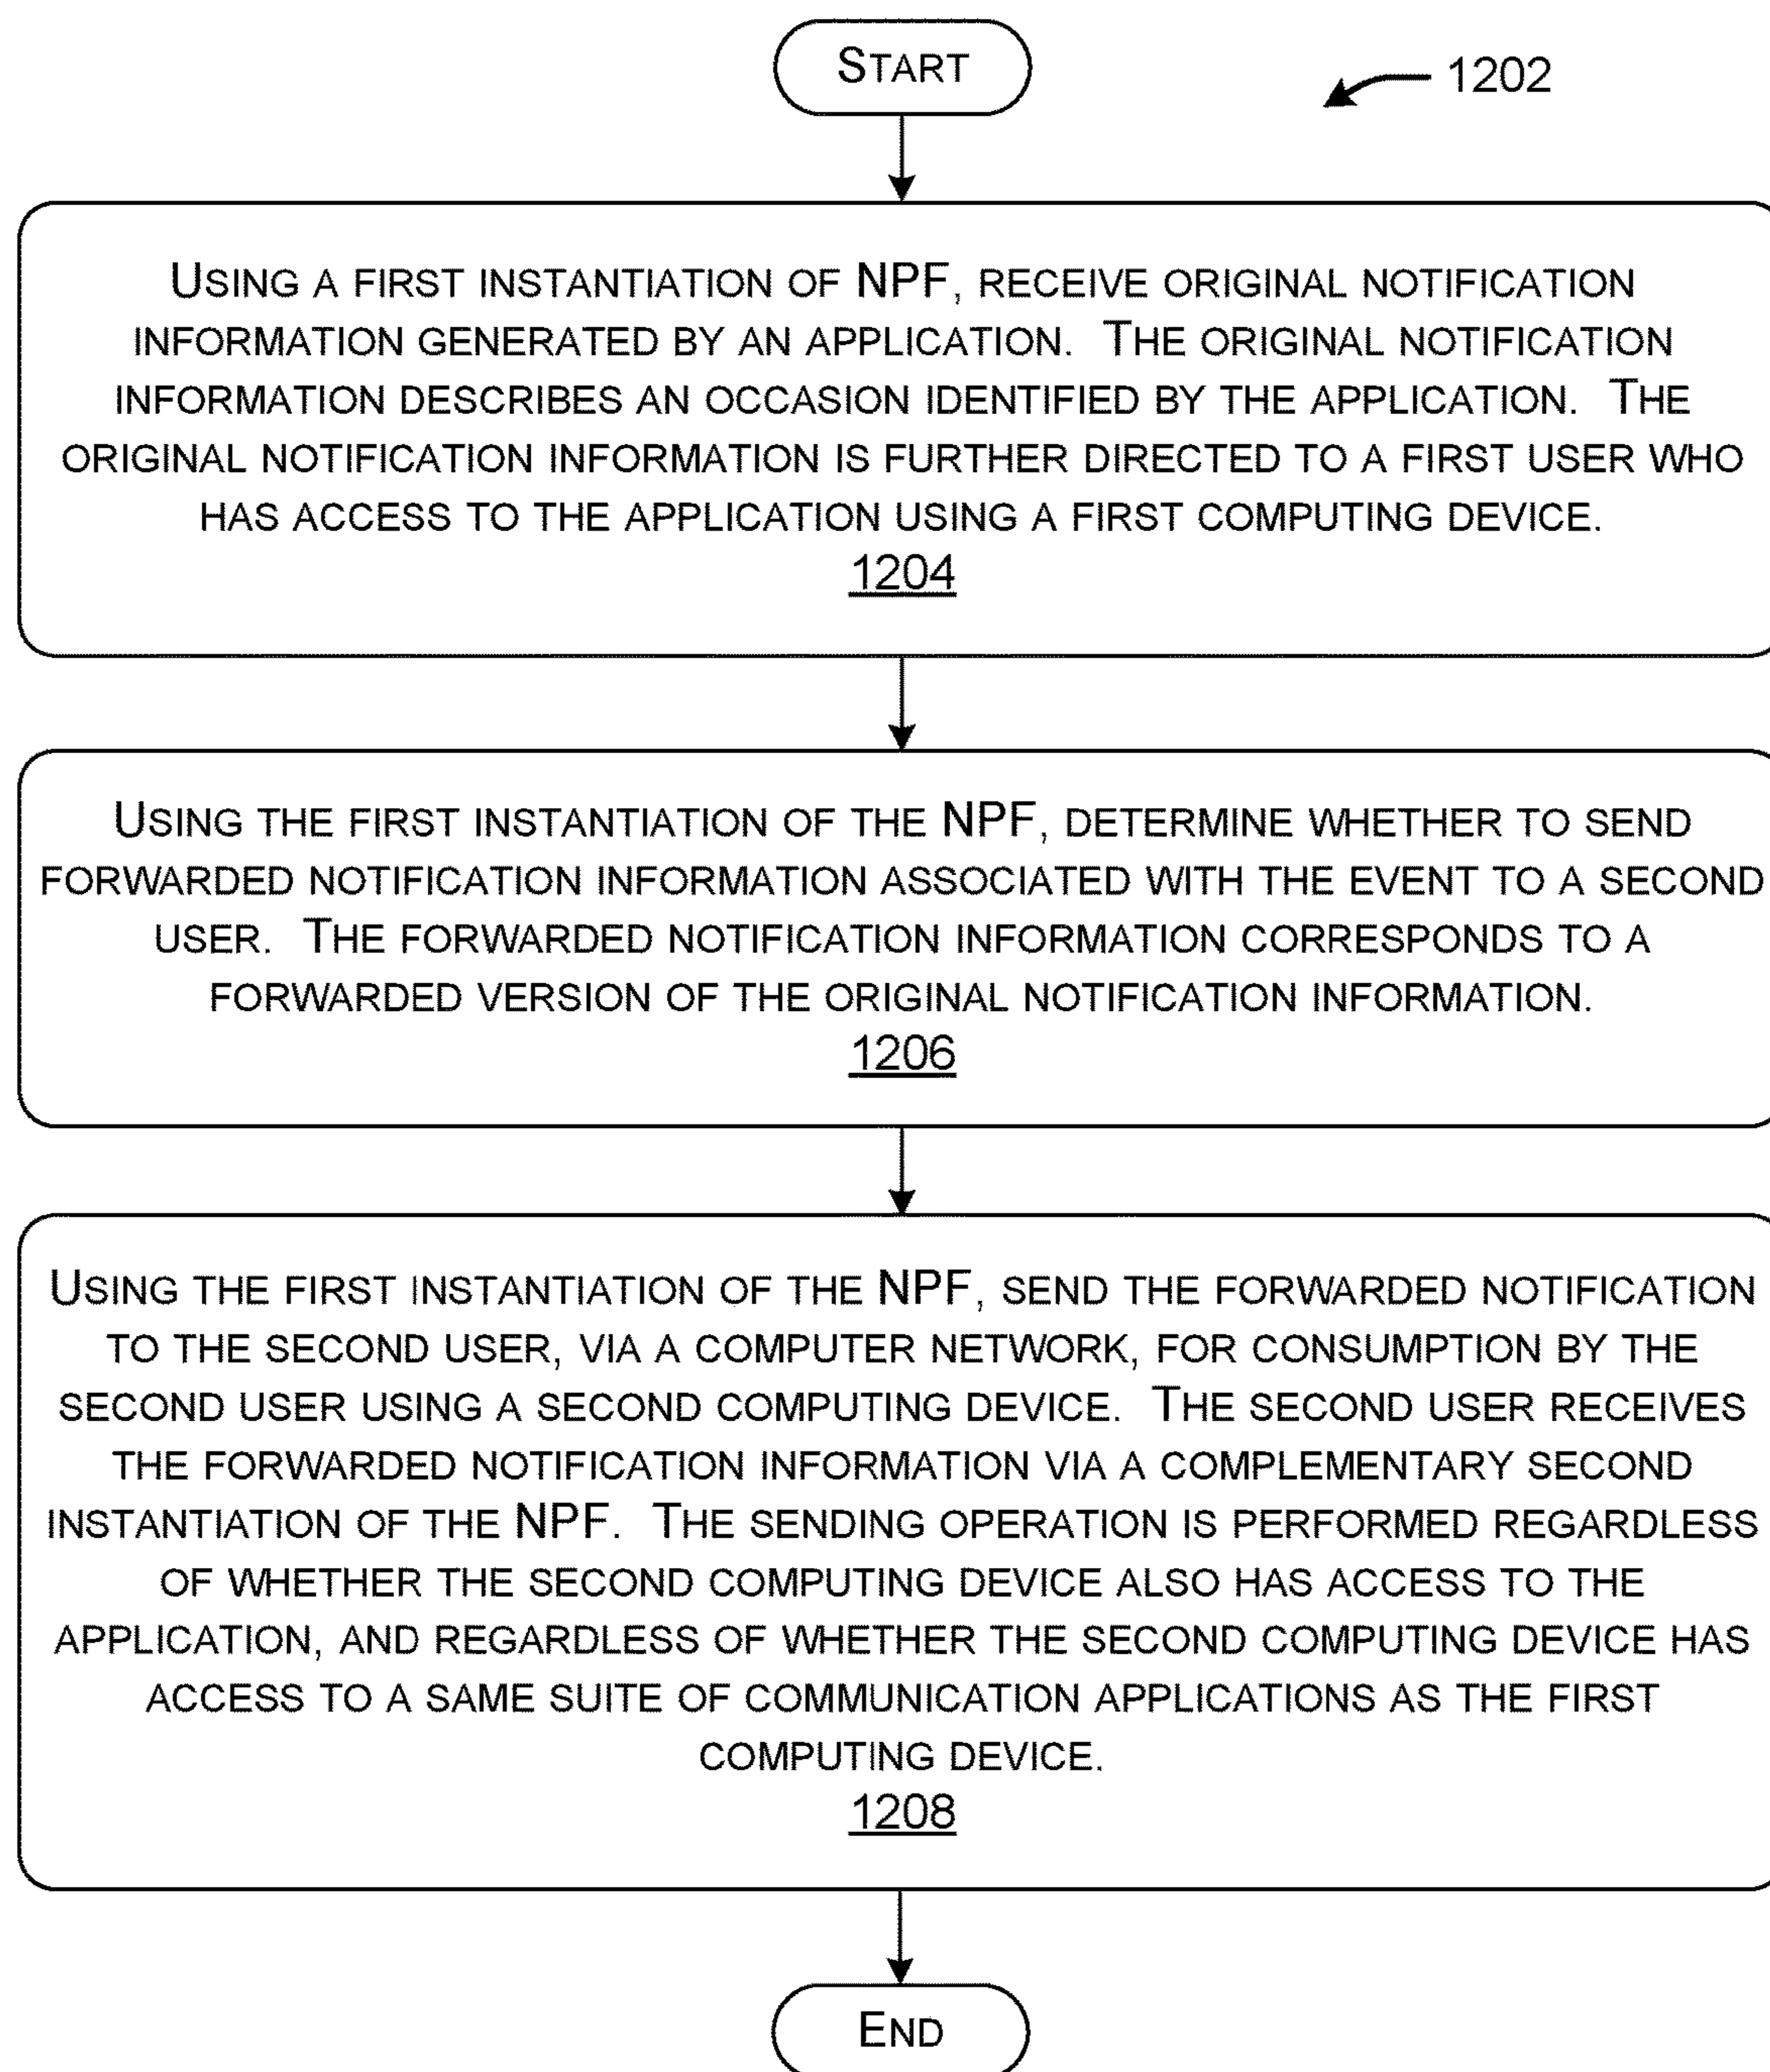 START
1202
USING A FIRST INSTANTIATION OF NPF, RECEIVE ORIGINAL NOTIFICATION
INFORMATION GENERATED BY AN APPLICATION. THE ORIGINAL NOTIFICATION
INFORMATION DESCRIBES AN OCCASION IDENTIFIED BY THE APPLICATION. THE
ORIGINAL NOTIFICATION INFORMATION IS FURTHER DIRECTED TO A FIRST USER WHO
HAS ACCESS TO THE APPLICATION USING A FIRST COMPUTING DEVICE.
1204
USING THE FIRST INSTANTIATION OF THE NPF, DETERMINE WHETHER TO SEND
FORWARDED NOTIFICATION INFORMATION ASSOCIATED WITH THE EVENT TO A SECOND
USER. THE FORWARDED NOTIFICATION INFORMATION CORRESPONDS TO A
FORWARDED VERSION OF THE ORIGINAL NOTIFICATION INFORMATION.
1206
USING THE FIRST INSTANTIATION OF THE NPF, SEND THE FORWARDED NOTIFICATION
TO THE SECOND USER, VIA A COMPUTER NETWORK, FOR CONSUMPTION BY THE
SECOND USER USING A SECOND COMPUTING DEVICE. THE SECOND USER RECEIVES
THE FORWARDED NOTIFICATION INFORMATION VIA A COMPLEMENTARY SECOND
INSTANTIATION OF THE NPF. THE SENDING OPERATION IS PERFORMED REGARDLESS
OF WHETHER THE SECOND COMPUTING DEVICE ALSO HAS ACCESS TO THE
APPLICATION, AND REGARDLESS OF WHETHER THE SECOND COMPUTING DEVICE HAS
ACCESS TO A SAME SUITE OF COMMUNICATION APPLICATIONS AS THE FIRST
COMPUTING DEVICE.
1208
END